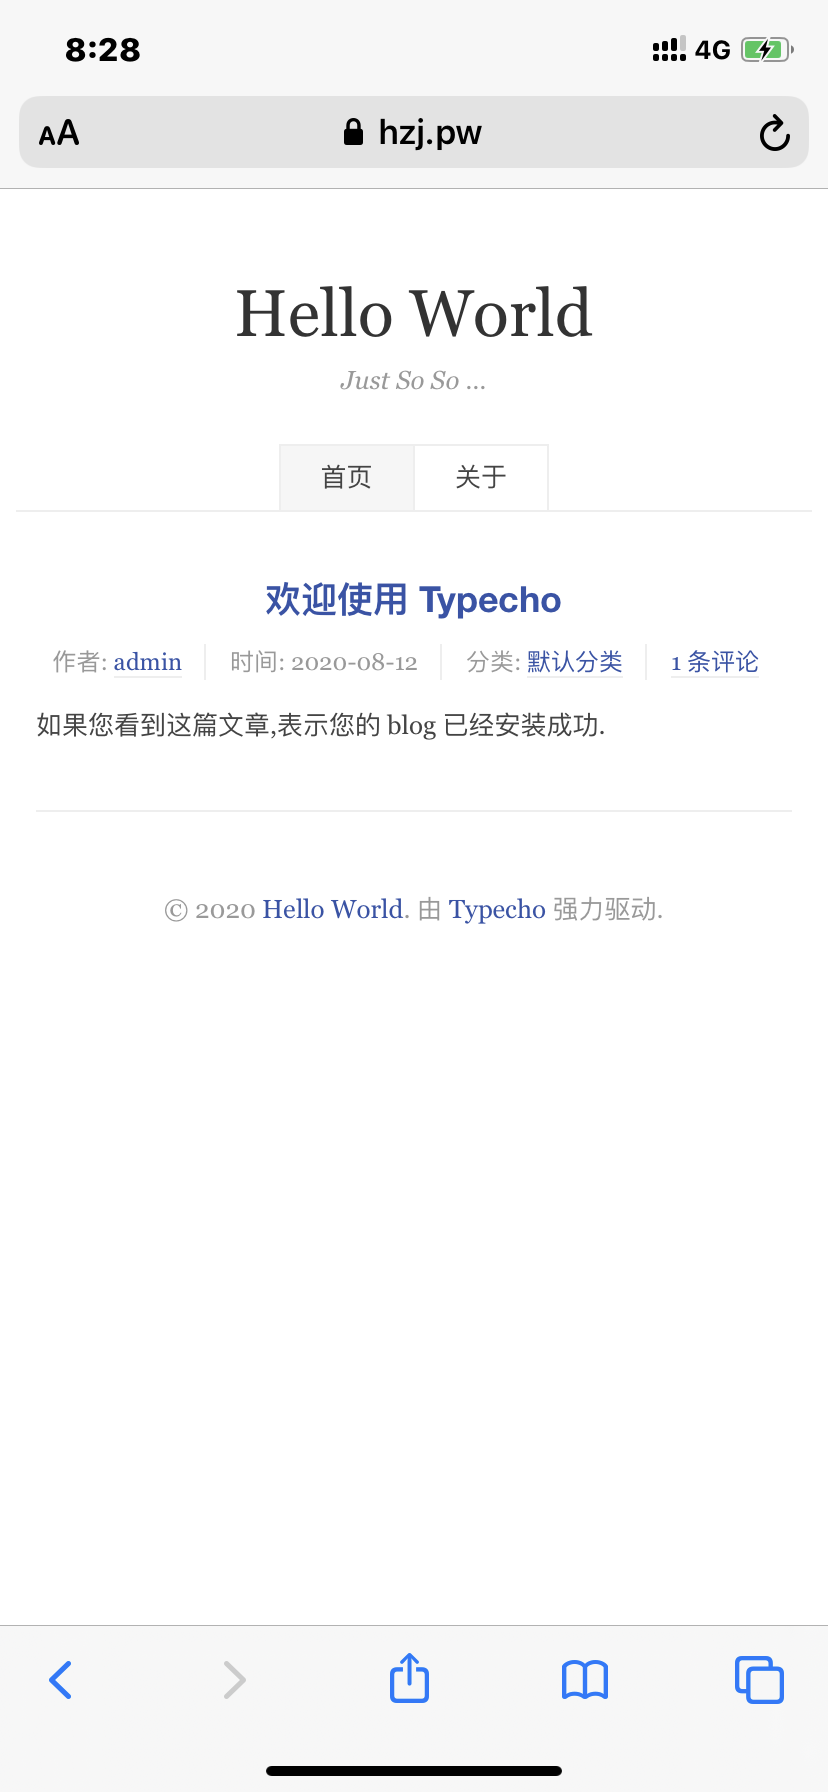 8:28 4G
AA hzj.pw
Hello World
Just So So ...
首页 关于
欢迎使用 Typecho
作者: admin 时间: 2020-08-12 分类: 默认分类 1 条评论
如果您看到这篇文章,表示您的 blog 已经安装成功.
© 2020 Hello World. 由 Typecho 强力驱动.